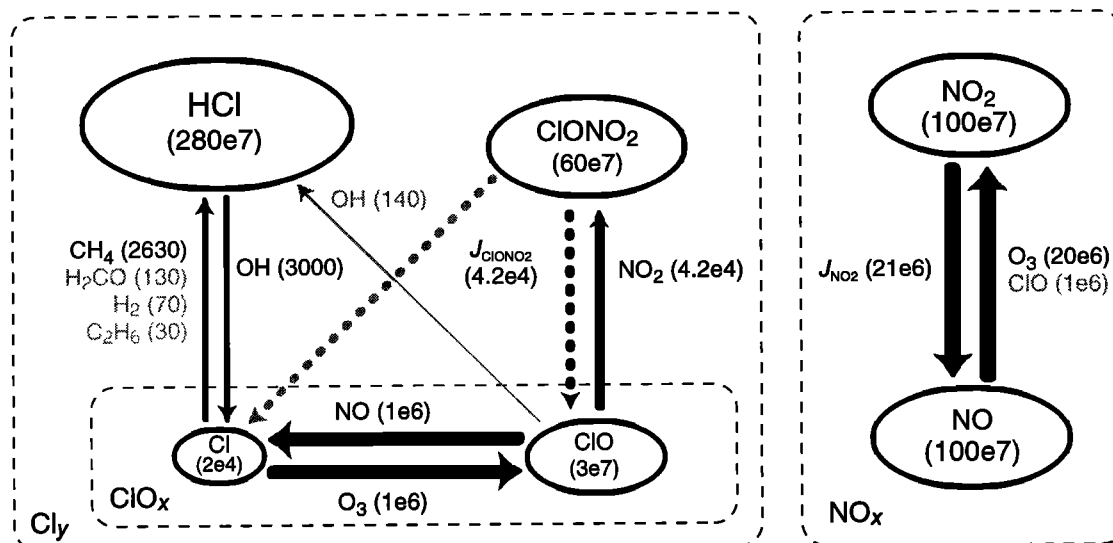 HCl
(280e7)
ClONO₂
(60e7)
OH (140)
CH₄ (2630)
H₂CO (130)
H₂ (70)
C₂H₆ (30)
OH (3000)
J_ClONO₂
(4.2e4)
NO₂ (4.2e4)
NO (1e6)
Cl
(2e4)
ClO
(3e7)
O₃ (1e6)
ClOx
Cly
NO₂
(100e7)
J_NO₂ (21e6)
O₃ (20e6)
ClO (1e6)
NO
(100e7)
NOx